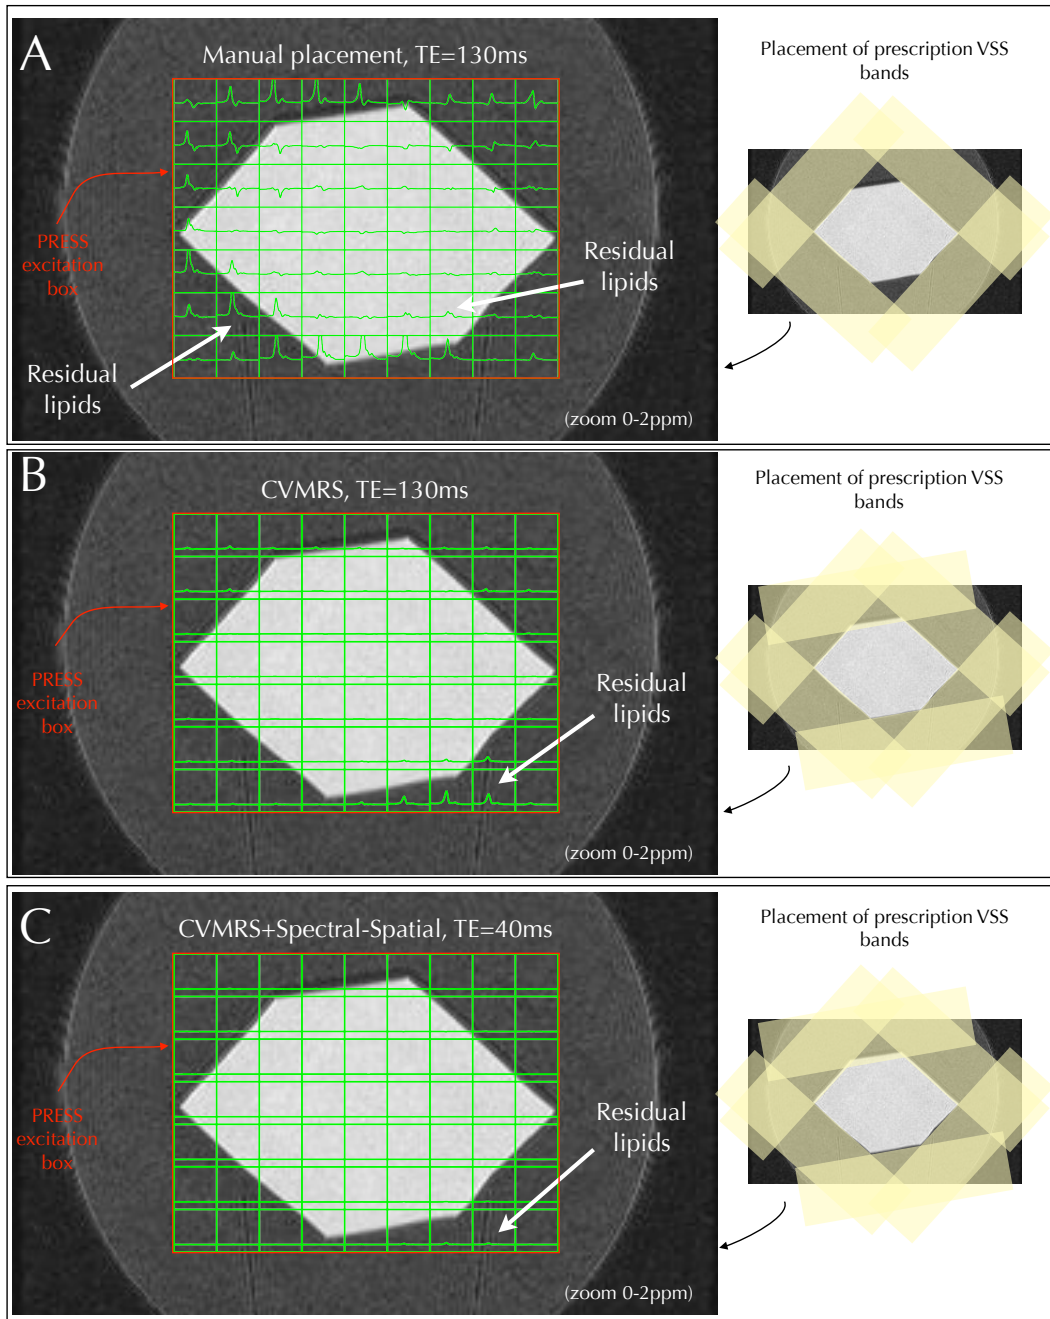 A
Manual placement, TE=130ms
Placement of prescription VSS
bands
PRESS
excitation
box
Residual
lipids
Residual
lipids
(zoom 0-2ppm)
B
CVMRS, TE=130ms
Placement of prescription VSS
bands
PRESS
excitation
box
Residual
lipids
(zoom 0-2ppm)
C
CVMRS+Spectral-Spatial, TE=40ms
Placement of prescription VSS
bands
PRESS
excitation
box
Residual
lipids
(zoom 0-2ppm)